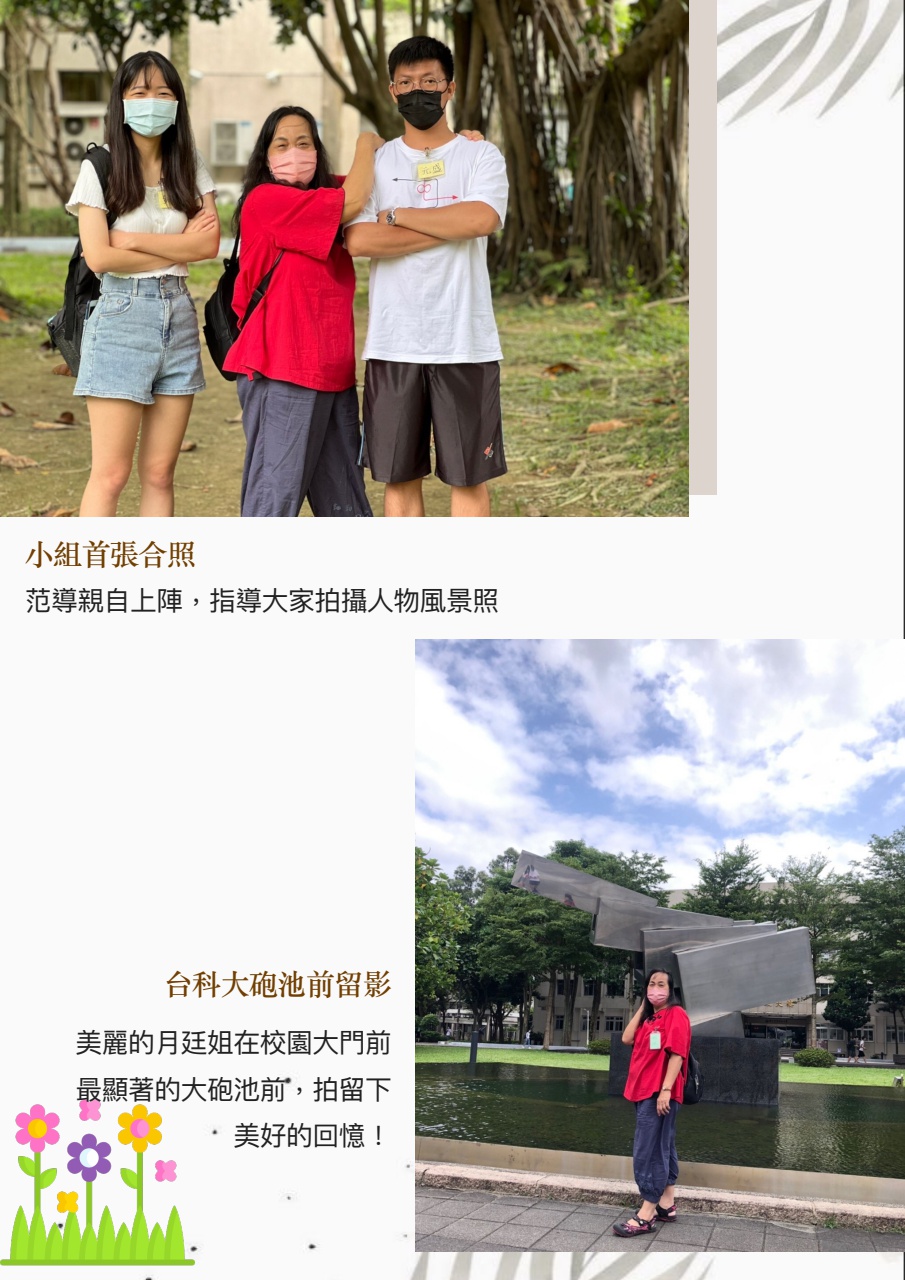 小組首張合照
范導親自上陣，指導大家拍攝人物風景照
台科大砲池前留影
美麗的月廷姐在校園大門前
最顯著的大砲池前，拍留下
美好的回憶！